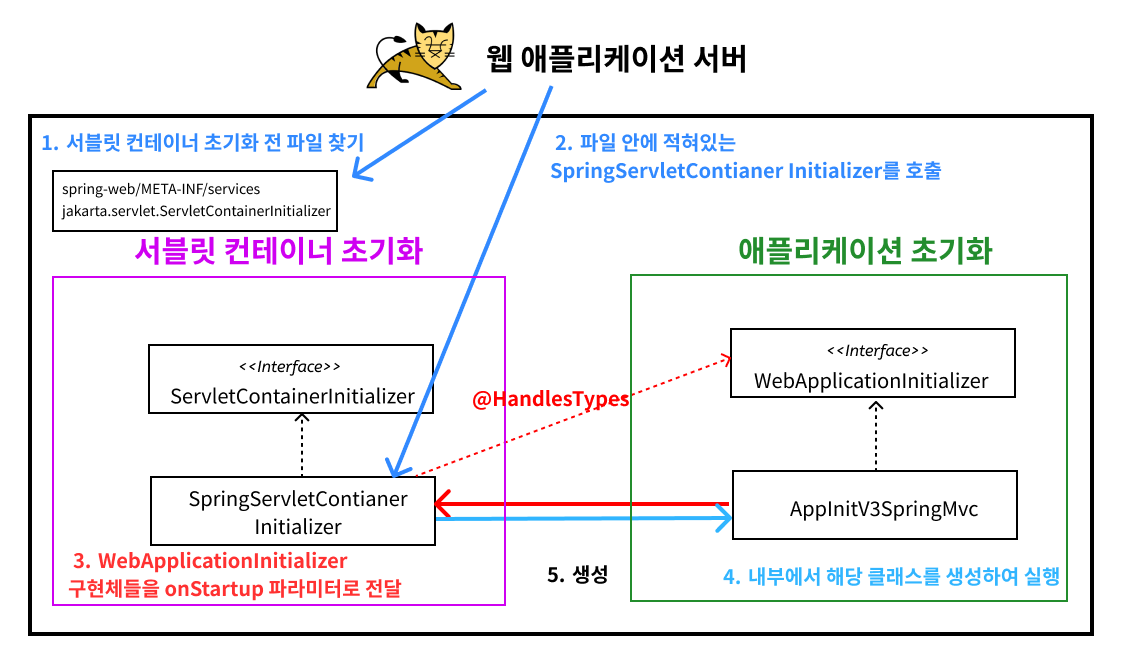 웹 애플리케이션 서버
1. 서블릿 컨테이너 초기화 전 파일 찾기
2. 파일 안에 적혀있는
SpringServletContianer Initializer를 호출
spring-web/META-INF/services
jakarta.servlet.ServletContainerInitializer
서블릿 컨테이너 초기화
애플리케이션 초기화
<<Interface>>
ServletContainerInitializer
<<Interface>>
WebApplicationInitializer
@HandlesTypes
SpringServletContianer
Initializer
AppInitV3SpringMvc
3. WebApplicationInitializer
구현체들을 onStartup 파라미터로 전달
5. 생성
4. 내부에서 해당 클래스를 생성하여 실행